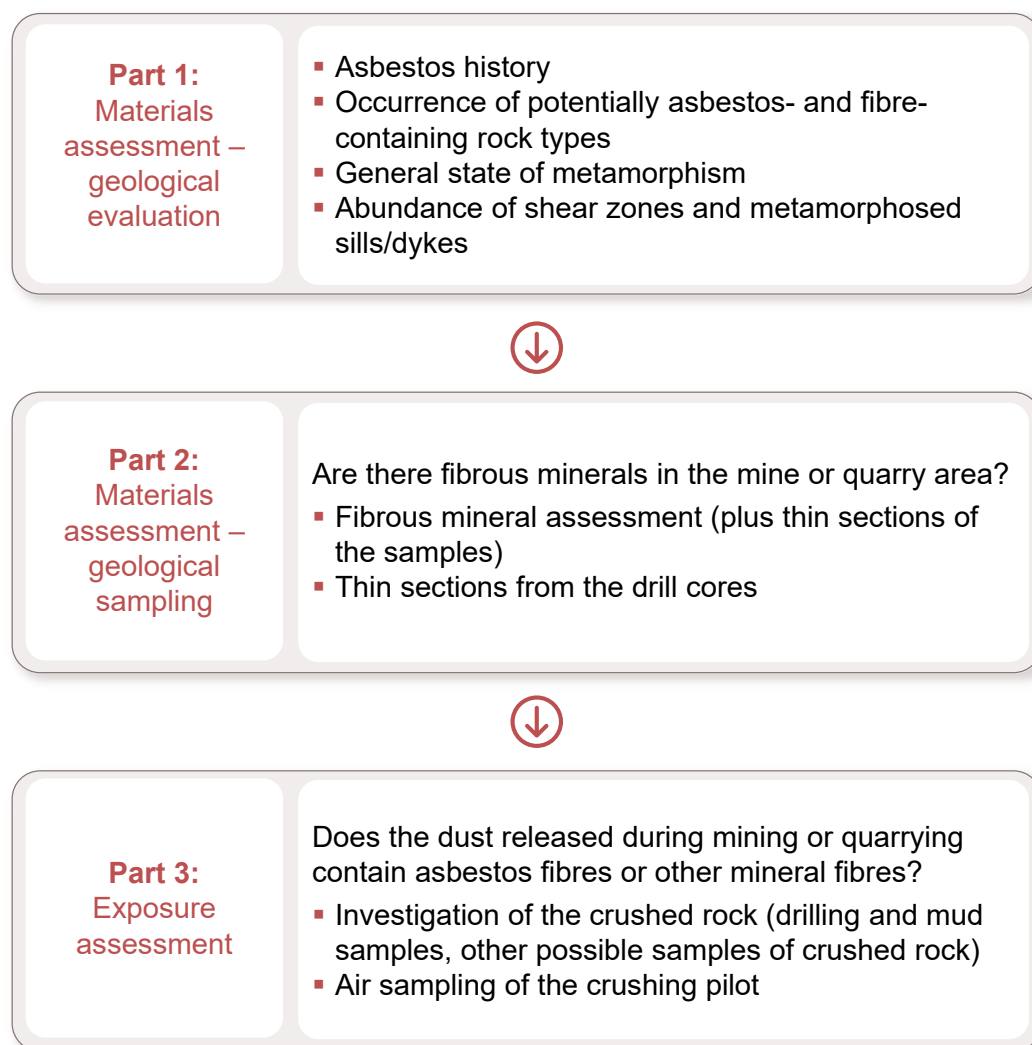 Part 1:
Materials
assessment –
geological
evaluation
▪ Asbestos history
▪ Occurrence of potentially asbestos- and fibre-
containing rock types
▪ General state of metamorphism
▪ Abundance of shear zones and metamorphosed
sills/dykes
Part 2:
Materials
assessment –
geological
sampling
Are there fibrous minerals in the mine or quarry area?
▪ Fibrous mineral assessment (plus thin sections of
the samples)
▪ Thin sections from the drill cores
Part 3:
Exposure
assessment
Does the dust released during mining or quarrying
contain asbestos fibres or other mineral fibres?
▪ Investigation of the crushed rock (drilling and mud
samples, other possible samples of crushed rock)
▪ Air sampling of the crushing pilot